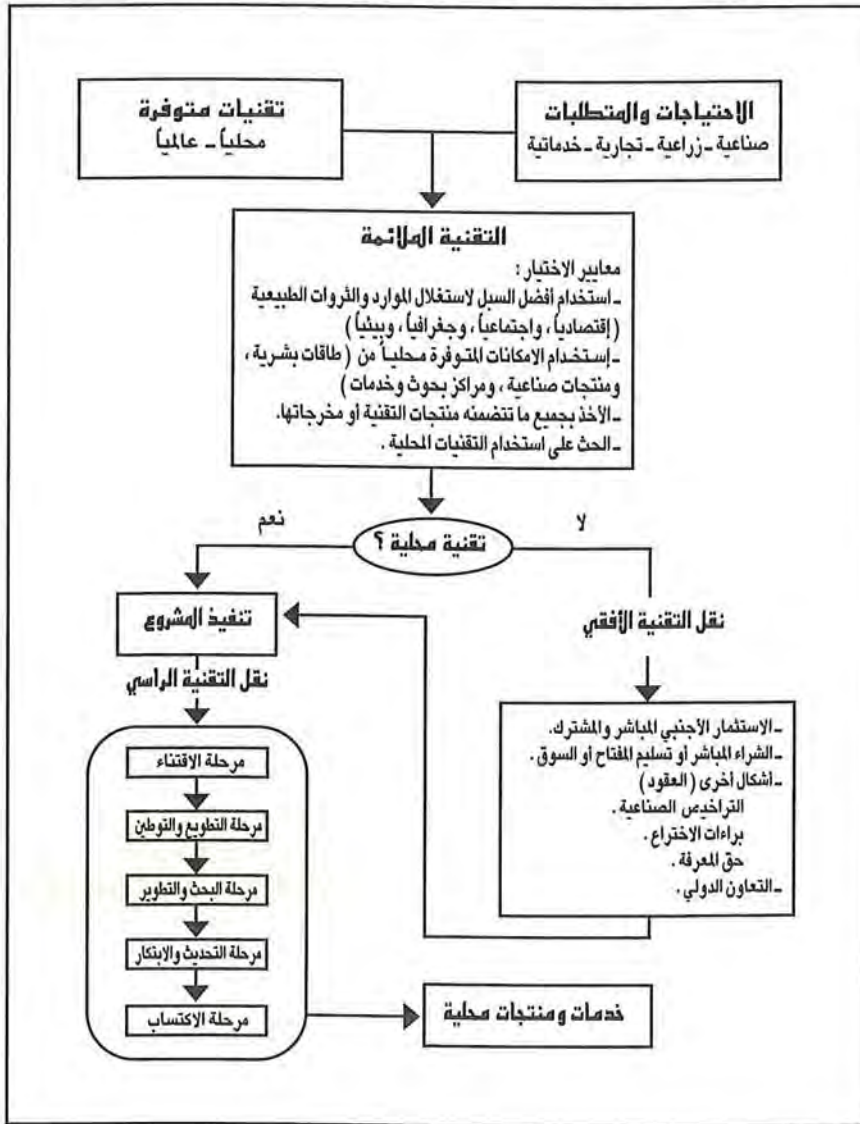 الاحتياجات والمتطلبات
صناعية ـ زراعية ـ تجارية ـ خدماتية
تقنيات متوفرة
محلياً ـ عالمياً
التقنية الملائمة
معايير الاختيار :
ـ استخدام أفضل السبل لاستغلال الموارد والثروات الطبيعية
(إقتصادياً ، واجتماعياً ، وجغرافياً ، وبيئياً )
ـ إستخدام الإمكانات المتوفرة محلياً من ( طاقات بشرية ،
ومنتجات صناعية ، ومراكز بحوث وخدمات )
ـ الأخذ بجميع ما تتضمنه منتجات التقنية أو مخرجاتها.
ـ الحث على استخدام التقنيات المحلية .
تقنية محلية ؟
لا
نعم
نقل التقنية الأفقي
ـ الاستثمار الأجنبي المباشر والمشترك.
ـ الشراء المباشر أو تسليم المفتاح أو السوق .
ـ أشكال أخرى ( العقود )
التراخيص الصناعية .
براءات الاختراع .
حق المعرفة .
ـ التعاون الدولي .
تنفيذ المشروع
نقل التقنية الراسي
مرحلة الإقتناء
مرحلة التطويع والتوطين
مرحلة البحث والتطوير
مرحلة التحديث والابتكار
مرحلة الاكتساب
خدمات ومنتجات محلية